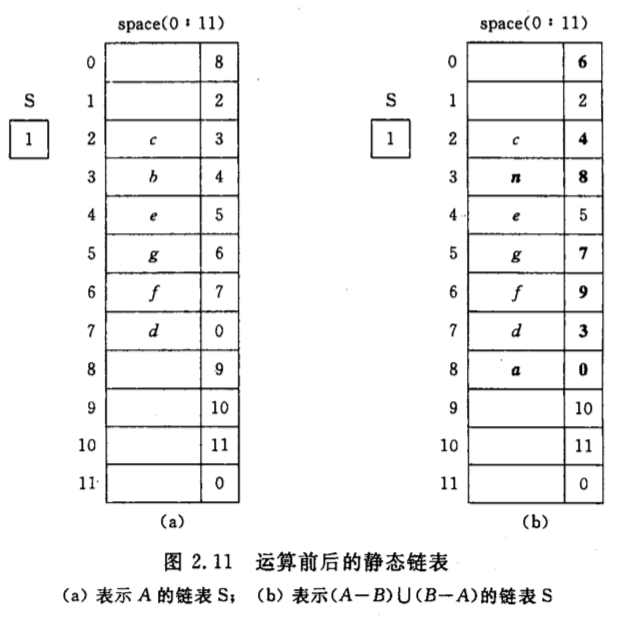 space(0：11) space(0：11)
0 8 0 6
S 1 2 S 1 2
1 2 c 3 1 2 c 4
3 b 4 3 n 8
4 e 5 4 e 5
5 g 6 5 g 7
6 f 7 6 f 9
7 d 0 7 d 3
8 9 8 a 0
9 10 9 10
10 11 10 11
11 0 11 0
(a) (b)
图 2.11 运算前后的静态链表
(a) 表示 A 的链表 S； (b) 表示(A－B)∪(B－A)的链表 S